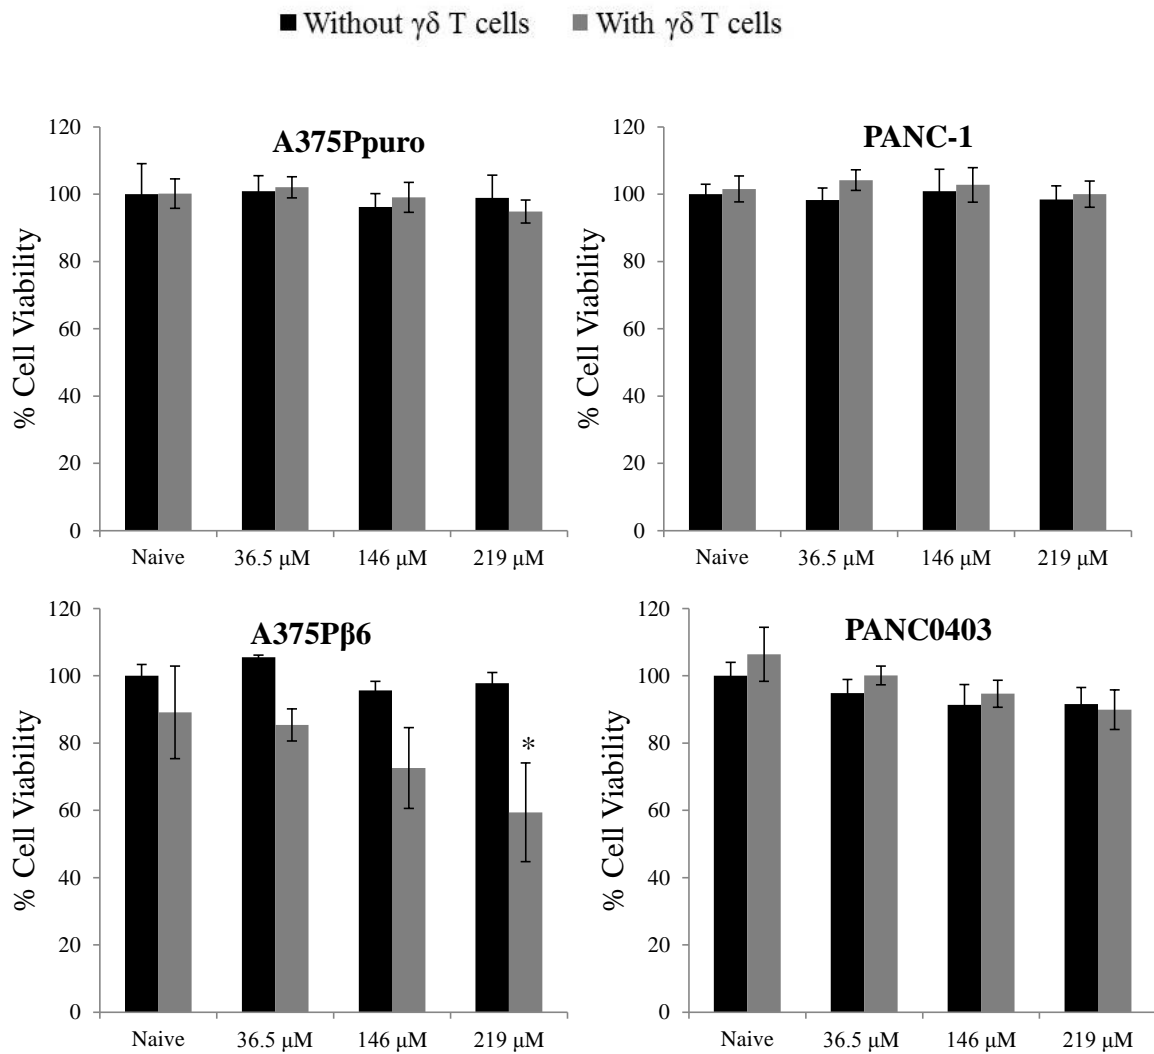 Without γδ T cells With γδ T cells
A375Ppuro
% Cell Viability
120
100
80
60
40
20
0
Naive 36.5 μM 146 μM 219 μM
PANC-1
% Cell Viability
120
100
80
60
40
20
0
Naive 36.5 μM 146 μM 219 μM
A375Pβ6
% Cell Viability
120
100
80
60
40
20
0
*
Naive 36.5 μM 146 μM 219 μM
PANC0403
% Cell Viability
120
100
80
60
40
20
0
Naive 36.5 μM 146 μM 219 μM